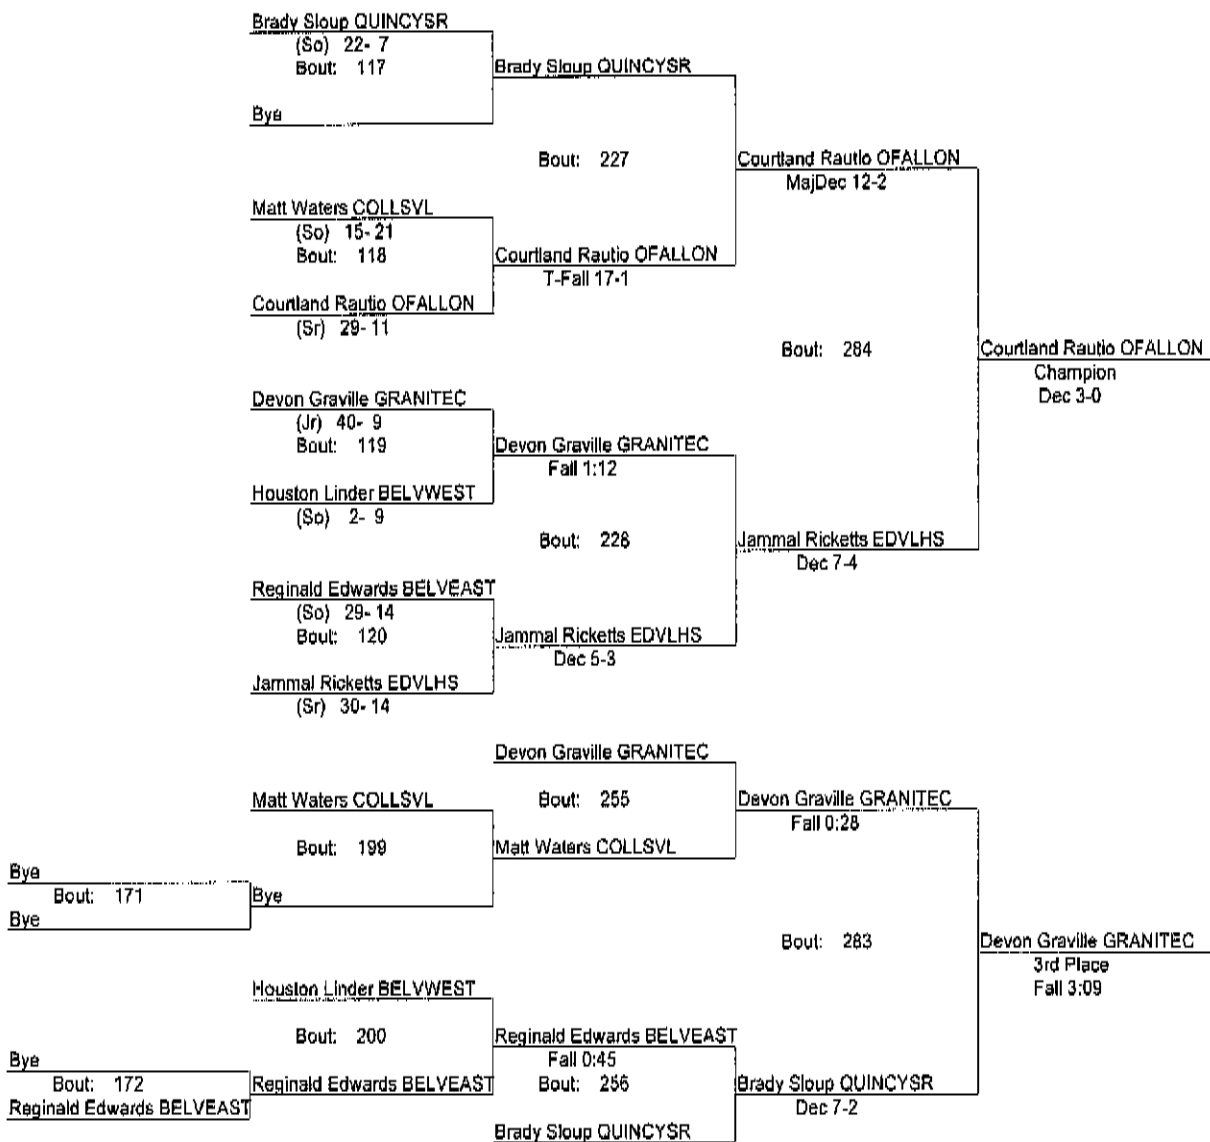 Brady Sloup QUINCYSR
(So) 22- 7
Bout: 117
Brady Sloup QUINCYSR
Bye
Bout: 227
Courtland Rautio OFALLON
MajDec 12-2
Matt Waters COLLSVL
(So) 15- 21
Bout: 118
Courtland Rautio OFALLON
T-Fall 17-1
Courtland Rautio OFALLON
(Sr) 29- 11
Bout: 284
Courtland Rautio OFALLON
Champion
Dec 3-0
Devon Graville GRANITEC
(Jr) 40- 9
Bout: 119
Devon Graville GRANITEC
Fall 1:12
Houston Linder BELVWEST
(So) 2- 9
Bout: 228
Jammal Ricketts EDVLHS
Dec 7-4
Reginald Edwards BELVEAST
(So) 29- 14
Bout: 120
Jammal Ricketts EDVLHS
Dec 5-3
Jammal Ricketts EDVLHS
(Sr) 30- 14
Devon Graville GRANITEC
Matt Waters COLLSVL
Bout: 255
Devon Graville GRANITEC
Fall 0:28
Bout: 199
Matt Waters COLLSVL
Bye
Bout: 171
Bye
Bye
Bout: 283
Devon Graville GRANITEC
3rd Place
Fall 3:09
Houston Linder BELVWEST
Bout: 200
Reginald Edwards BELVEAST
Fall 0:45
Bye
Bout: 172
Reginald Edwards BELVEAST
Bout: 256
Brady Sloup QUINCYSR
Dec 7-2
Reginald Edwards BELVEAST
Brady Sloup QUINCYSR